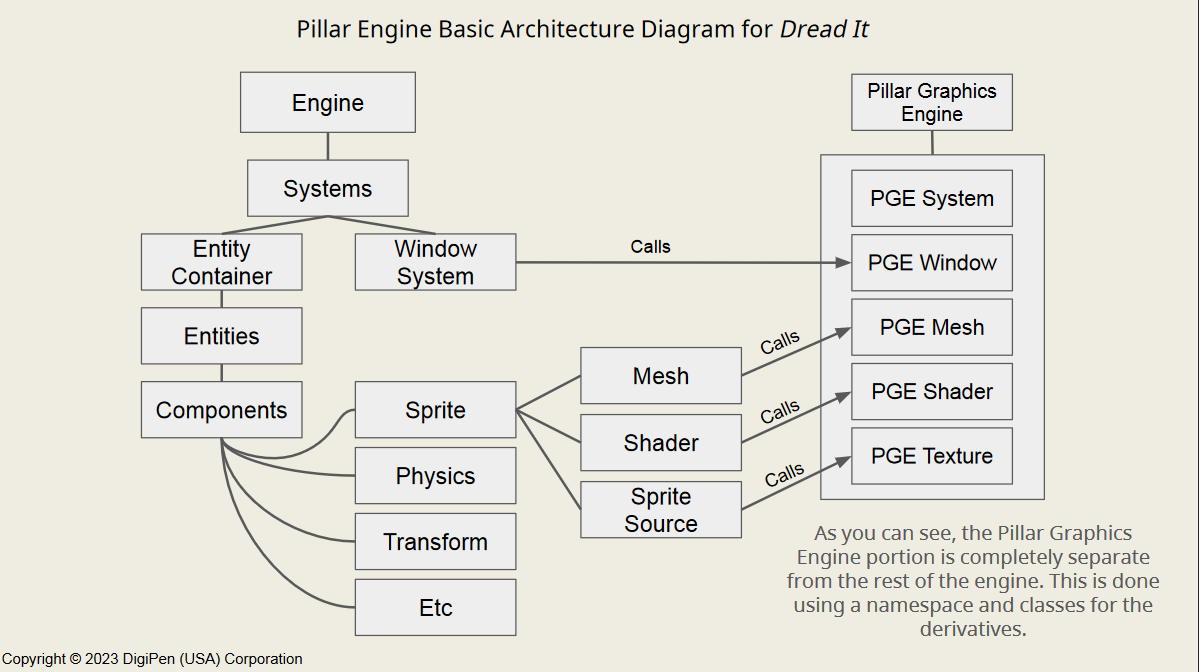 Pillar Engine Basic Architecture Diagram for Dread It
Engine
Pillar Graphics
Engine
Systems
PGE System
Entity
Container
Window
System
Calls
PGE Window
Entities
Calls
PGE Mesh
Components
Sprite
Mesh
Calls
PGE Shader
Physics
Shader
Calls
PGE Texture
Transform
Sprite
Source
Etc
As you can see, the Pillar Graphics
Engine portion is completely separate
from the rest of the engine. This is done
using a namespace and classes for the
derivatives.
Copyright © 2023 DigiPen (USA) Corporation